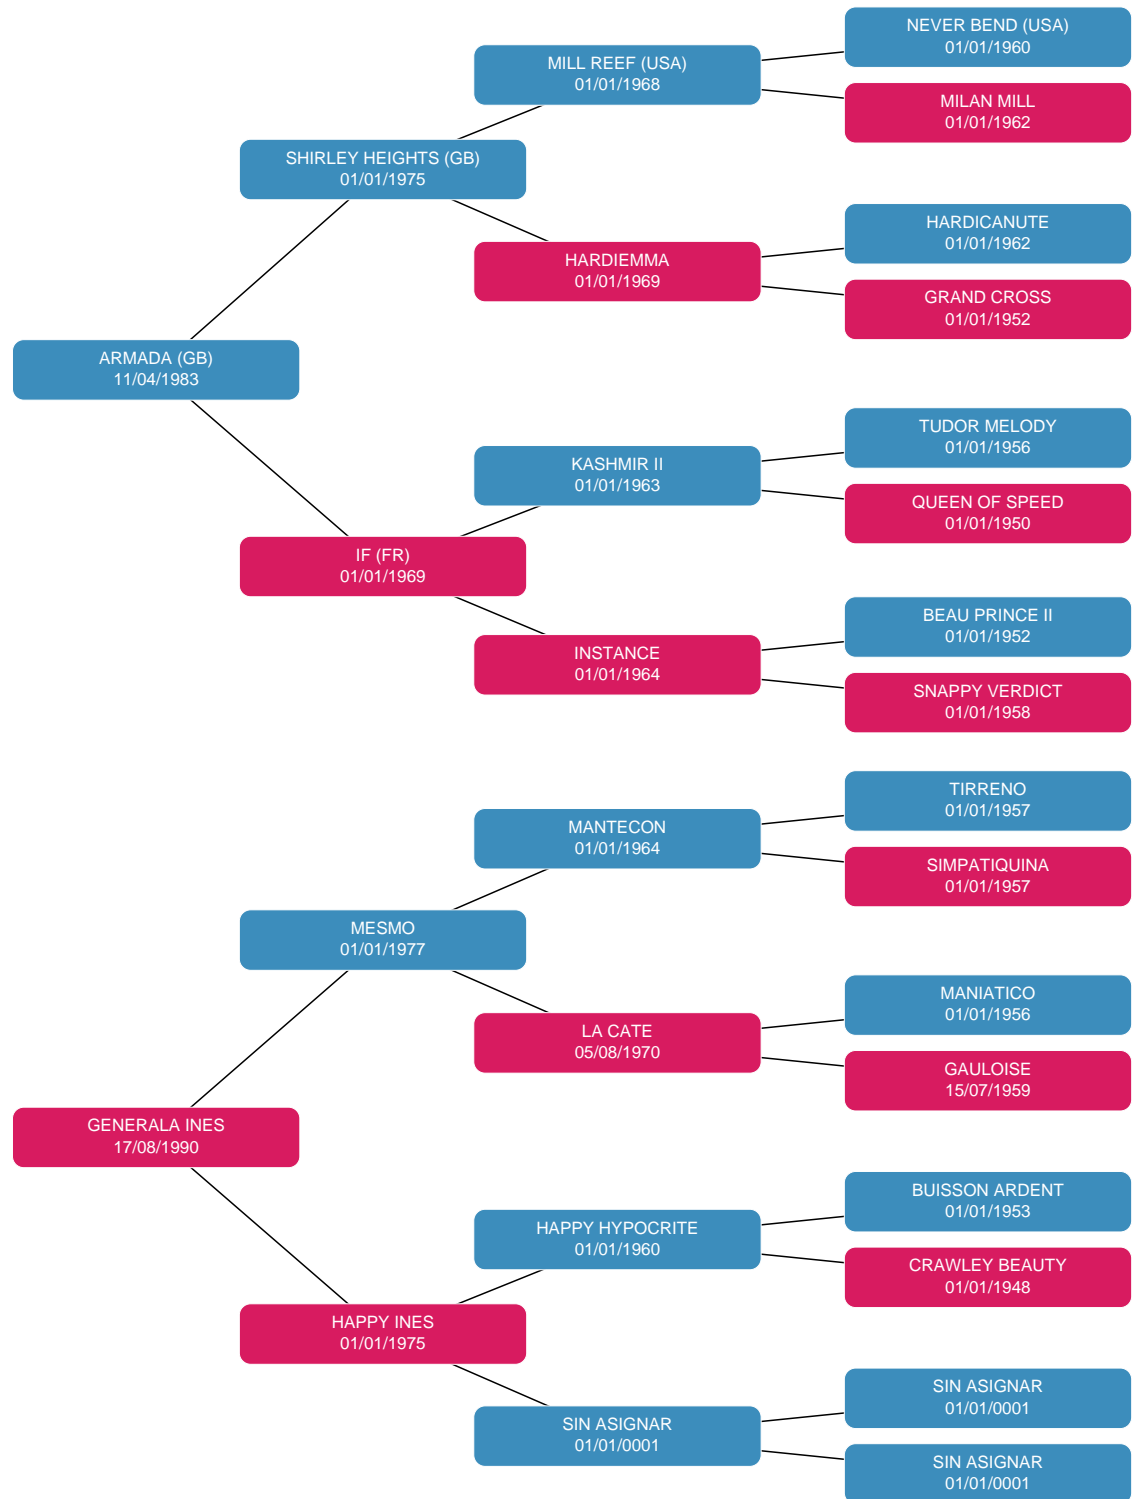 NEVER BEND (USA)
01/01/1960
MILL REEF (USA)
01/01/1968
MILAN MILL
01/01/1962
SHIRLEY HEIGHTS (GB)
01/01/1975
HARDICANUTE
01/01/1962
HARDIEMMA
01/01/1969
GRAND CROSS
01/01/1952
ARMADA (GB)
11/04/1983
TUDOR MELODY
01/01/1956
KASHMIR II
01/01/1963
QUEEN OF SPEED
01/01/1950
IF (FR)
01/01/1969
BEAU PRINCE II
01/01/1952
INSTANCE
01/01/1964
SNAPPY VERDICT
01/01/1958
TIRRENO
01/01/1957
MANTECON
01/01/1964
SIMPATIQUINA
01/01/1957
MESMO
01/01/1977
MANIATICO
01/01/1956
LA CATE
05/08/1970
GAULOISE
15/07/1959
GENERALA INES
17/08/1990
BUISSON ARDENT
01/01/1953
HAPPY HYPOCRITE
01/01/1960
CRAWLEY BEAUTY
01/01/1948
HAPPY INES
01/01/1975
SIN ASIGNAR
01/01/0001
SIN ASIGNAR
01/01/0001
SIN ASIGNAR
01/01/0001